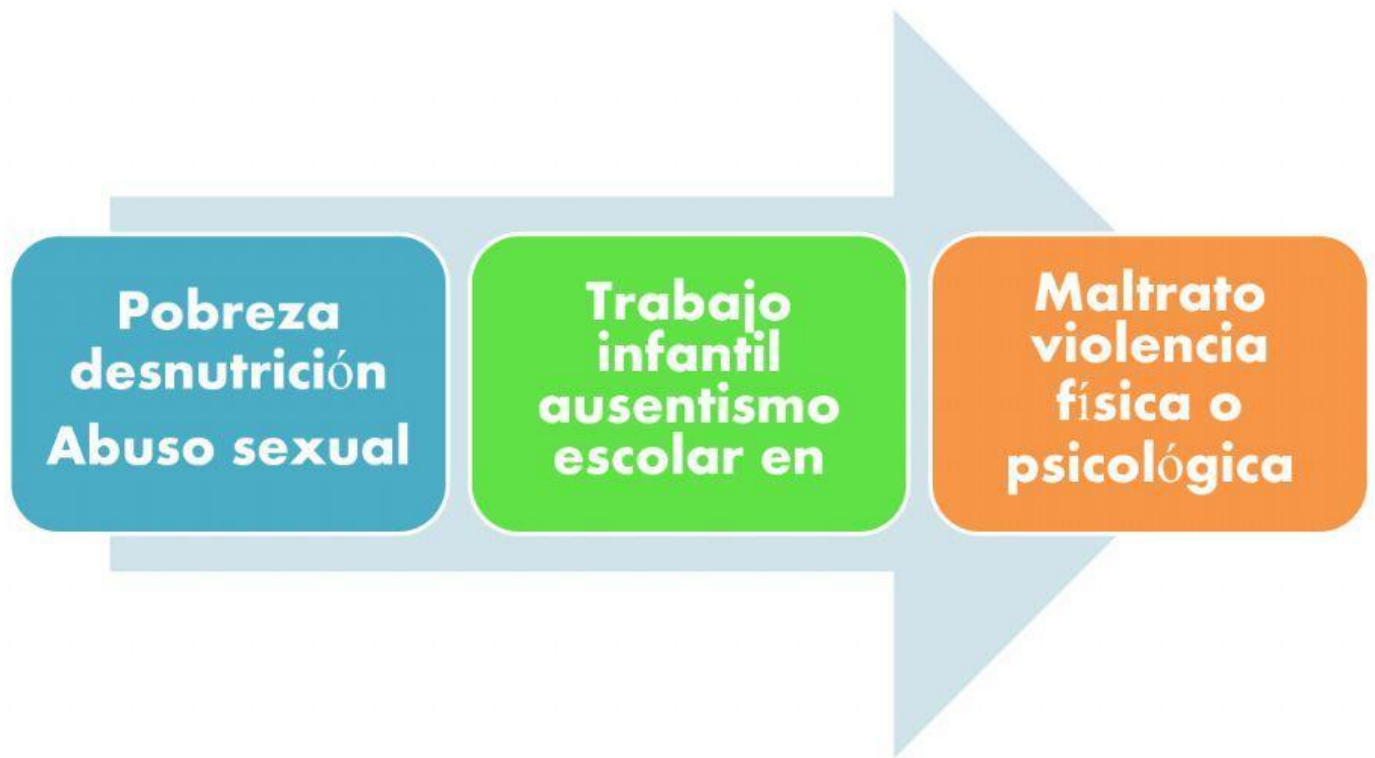 Pobreza
desnutrición
Abuso sexual
Trabajo
infantil
ausentismo
escolar en
Maltrato
violencia
física o
psicológica